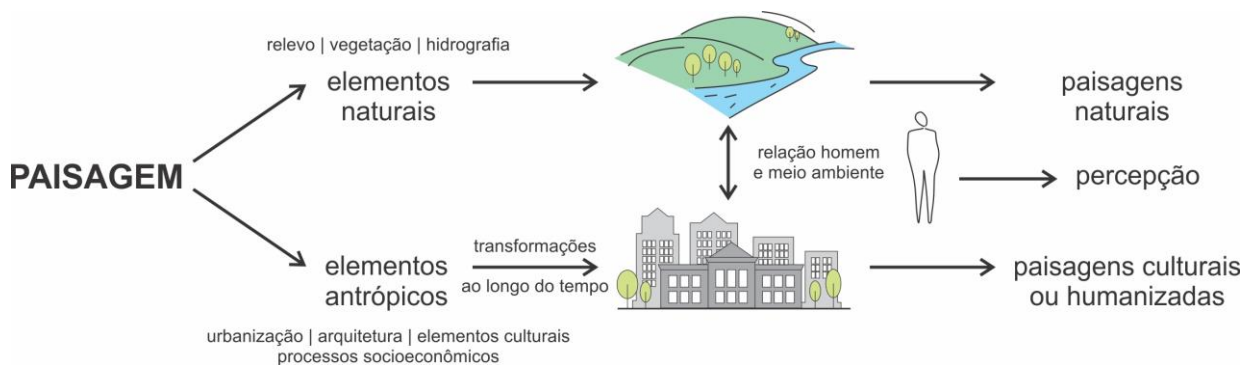 relevo | vegetação | hidrografia
elementos
naturais
paisagens
naturais
PAISAGEM
relação homem
e meio ambiente
percepção
elementos
antrópicos
transformações
ao longo do tempo
paisagens culturais
ou humanizadas
urbanização | arquitetura | elementos culturais
processos socioeconômicos